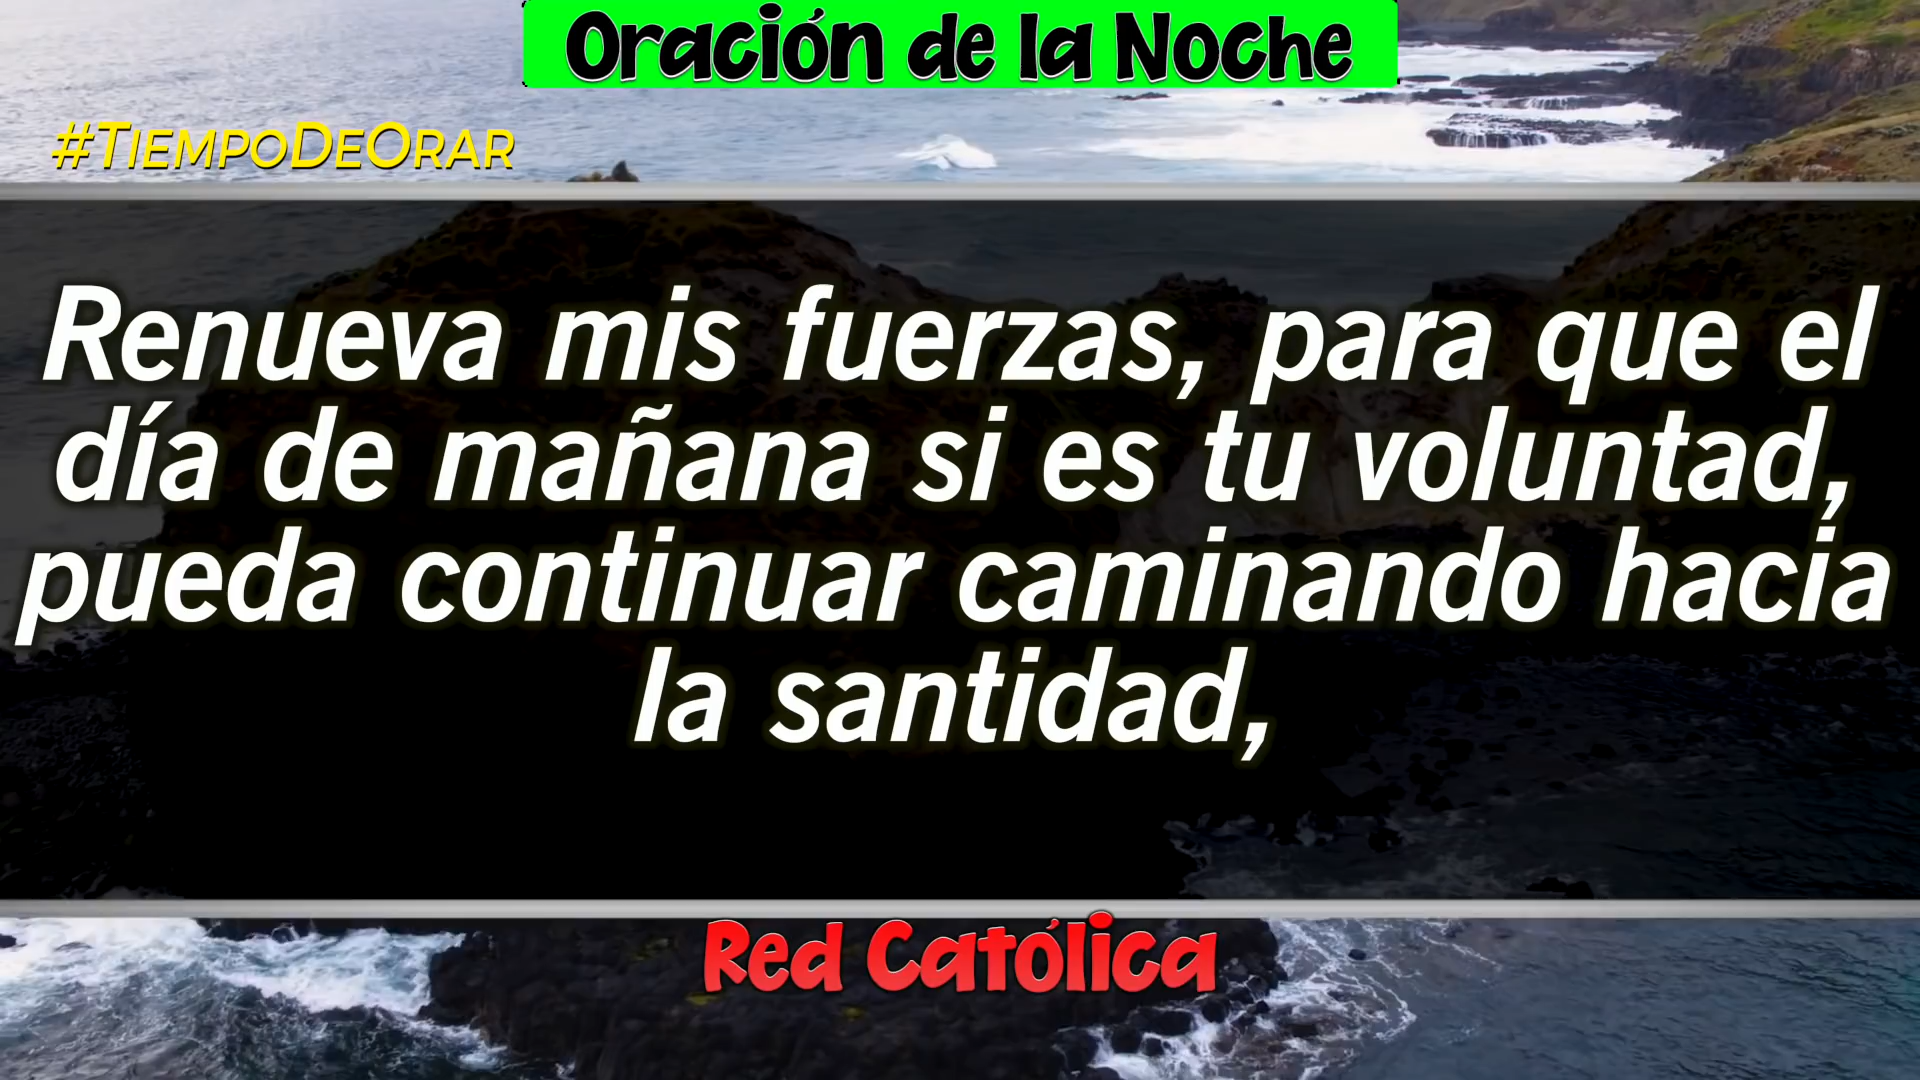 Oración de la Noche
#TiempoDeOrar
Renueva mis fuerzas, para que el
día de mañana si es tu voluntad,
pueda continuar caminando hacia
la santidad,
Red Católica